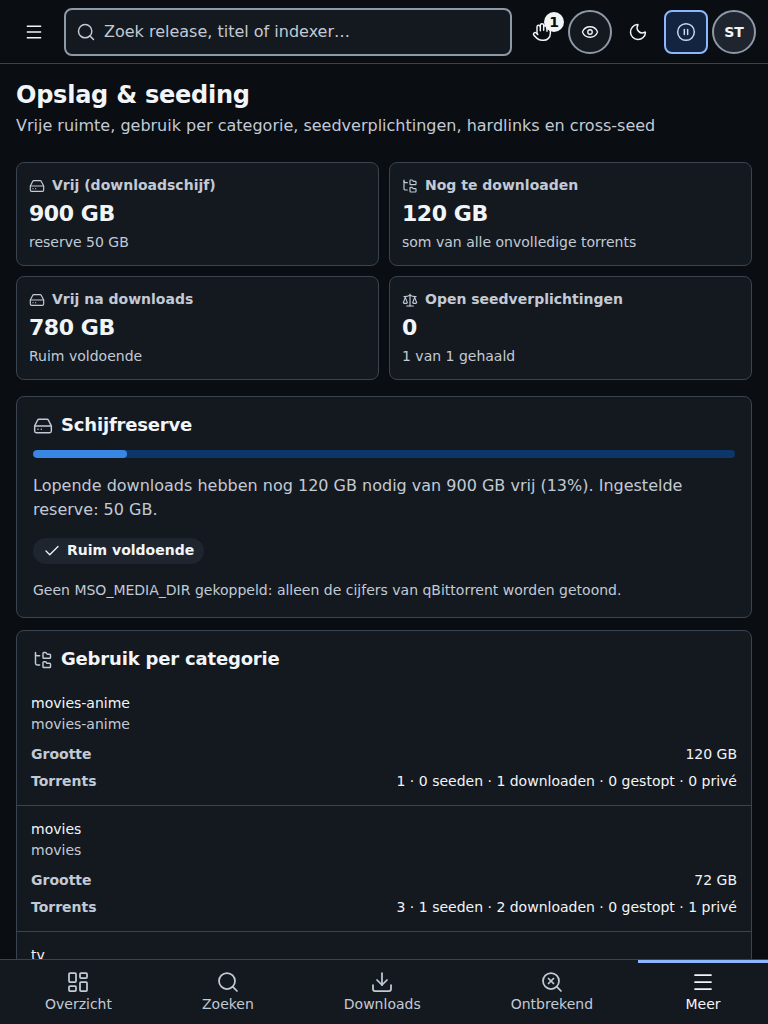 Zoek release, titel of indexer…
1
ST
Opslag & seeding
Vrije ruimte, gebruik per categorie, seedverplichtingen, hardlinks en cross-seed
Vrij (downloadschijf)
900 GB
reserve 50 GB
Nog te downloaden
120 GB
som van alle onvolledige torrents
Vrij na downloads
780 GB
Ruim voldoende
Open seedverplichtingen
0
1 van 1 gehaald
Schijfreserve
Lopende downloads hebben nog 120 GB nodig van 900 GB vrij (13%). Ingestelde
reserve: 50 GB.
Ruim voldoende
Geen MSO_MEDIA_DIR gekoppeld: alleen de cijfers van qBittorrent worden getoond.
Gebruik per categorie
movies-anime
movies-anime
Grootte 120 GB
Torrents 1 · 0 seeden · 1 downloaden · 0 gestopt · 0 privé
movies
movies
Grootte 72 GB
Torrents 3 · 1 seeden · 2 downloaden · 0 gestopt · 1 privé
tv
Overzicht
Zoeken
Downloads
Ontbrekend
Meer